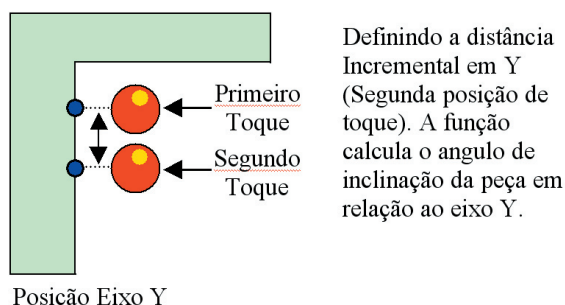 Primeiro
Toque
Segundo
Toque
Definindo a distância
Incremental em Y
(Segunda posição de
toque). A função
calcula o angulo de
inclinação da peça em
relação ao eixo Y.
Posição Eixo Y